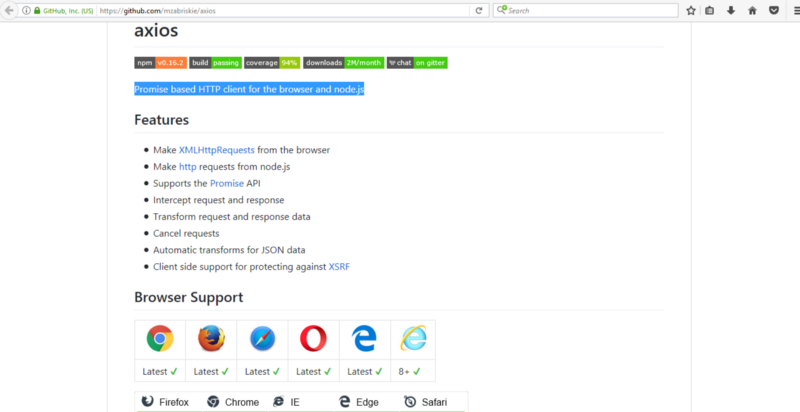 GitHub, Inc. (US) https://github.com/mzabriskie/axios Search
axios
npm v0.16.2 build passing coverage 94% downloads 2M/month chat on gitter
Promise based HTTP client for the browser and node.js
Features
Make XMLHttpRequests from the browser
Make http requests from node.js
Supports the Promise API
Intercept request and response
Transform request and response data
Cancel requests
Automatic transforms for JSON data
Client side support for protecting against XSRF
Browser Support
Latest ✔ Latest ✔ Latest ✔ Latest ✔ Latest ✔ 8+ ✔
Firefox Chrome IE Edge Safari